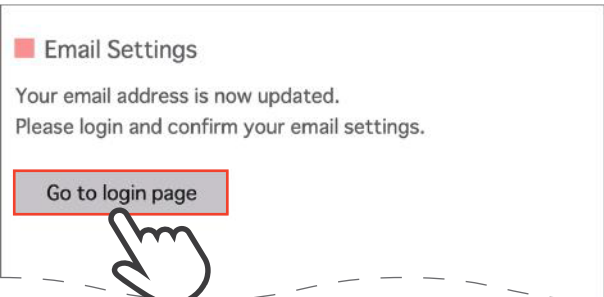 Email Settings
Your email address is now updated.
Please login and confirm your email settings.
Go to login page